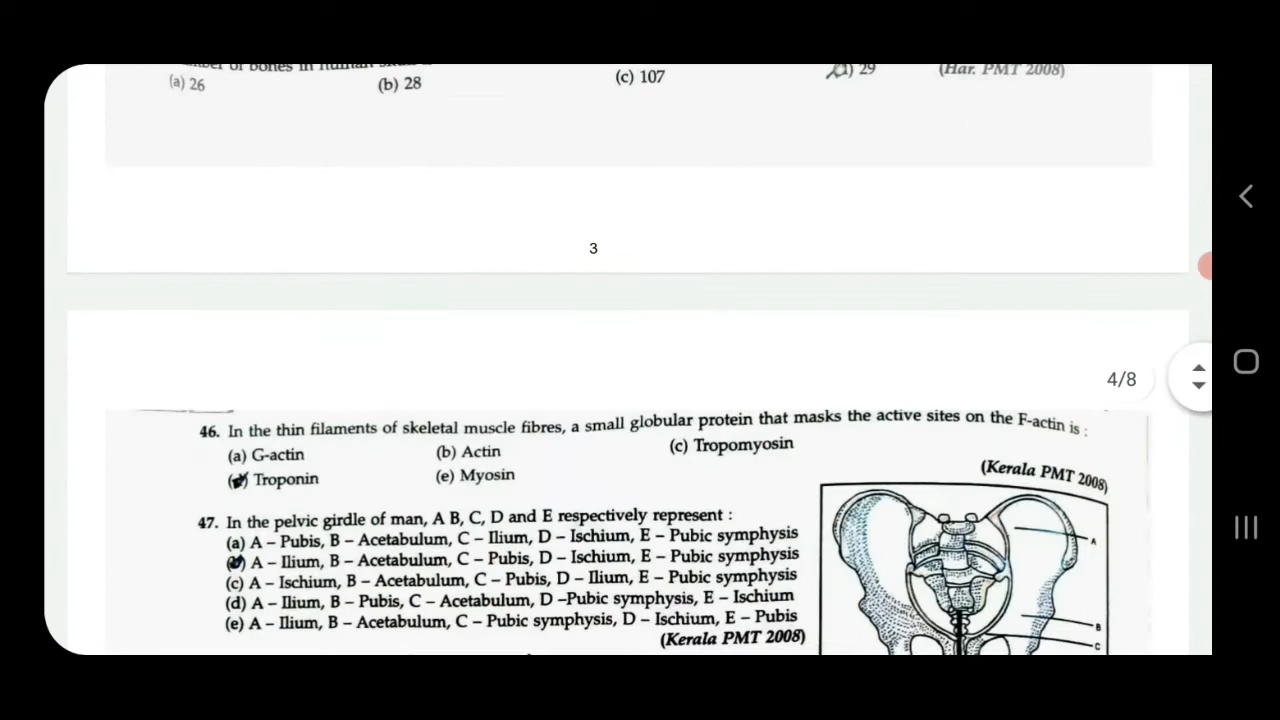 of bones in human
(a) 26 (b) 28 (c) 107 29 (Har. PMT 2008)
3
4/8
46. In the thin filaments of skeletal muscle fibres, a small globular protein that masks the active sites on the F-actin is :
(a) G-actin (b) Actin (c) Tropomyosin
Troponin (e) Myosin
(Kerala PMT 2008)
47. In the pelvic girdle of man, A B, C, D and E respectively represent :
(a) A – Pubis, B – Acetabulum, C – Ilium, D – Ischium, E – Pubic symphysis
A – Ilium, B – Acetabulum, C – Pubis, D – Ischium, E – Pubic symphysis
(c) A – Ischium, B – Acetabulum, C – Pubis, D – Ilium, E – Pubic symphysis
(d) A – Ilium, B – Pubis, C – Acetabulum, D –Pubic symphysis, E – Ischium
(e) A – Ilium, B – Acetabulum, C – Pubic symphysis, D – Ischium, E – Pubis
(Kerala PMT 2008)
A
B
C